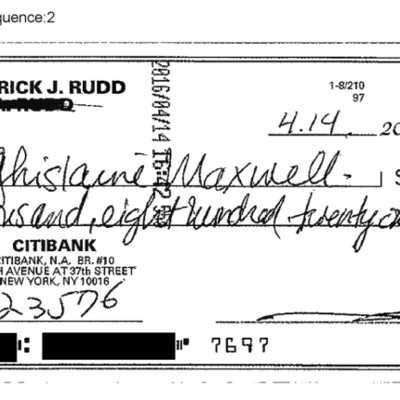 quence:2
RICK J. RUDD
1-8/210
97
4.14. 20
2016/04/14
Ghislaine Maxwell - $
usand, eight hundred twenty on
CITIBANK
CITIBANK, N.A. BR. #10
H AVENUE AT 37th STREET
NEW YORK, NY 10016
23576
7697